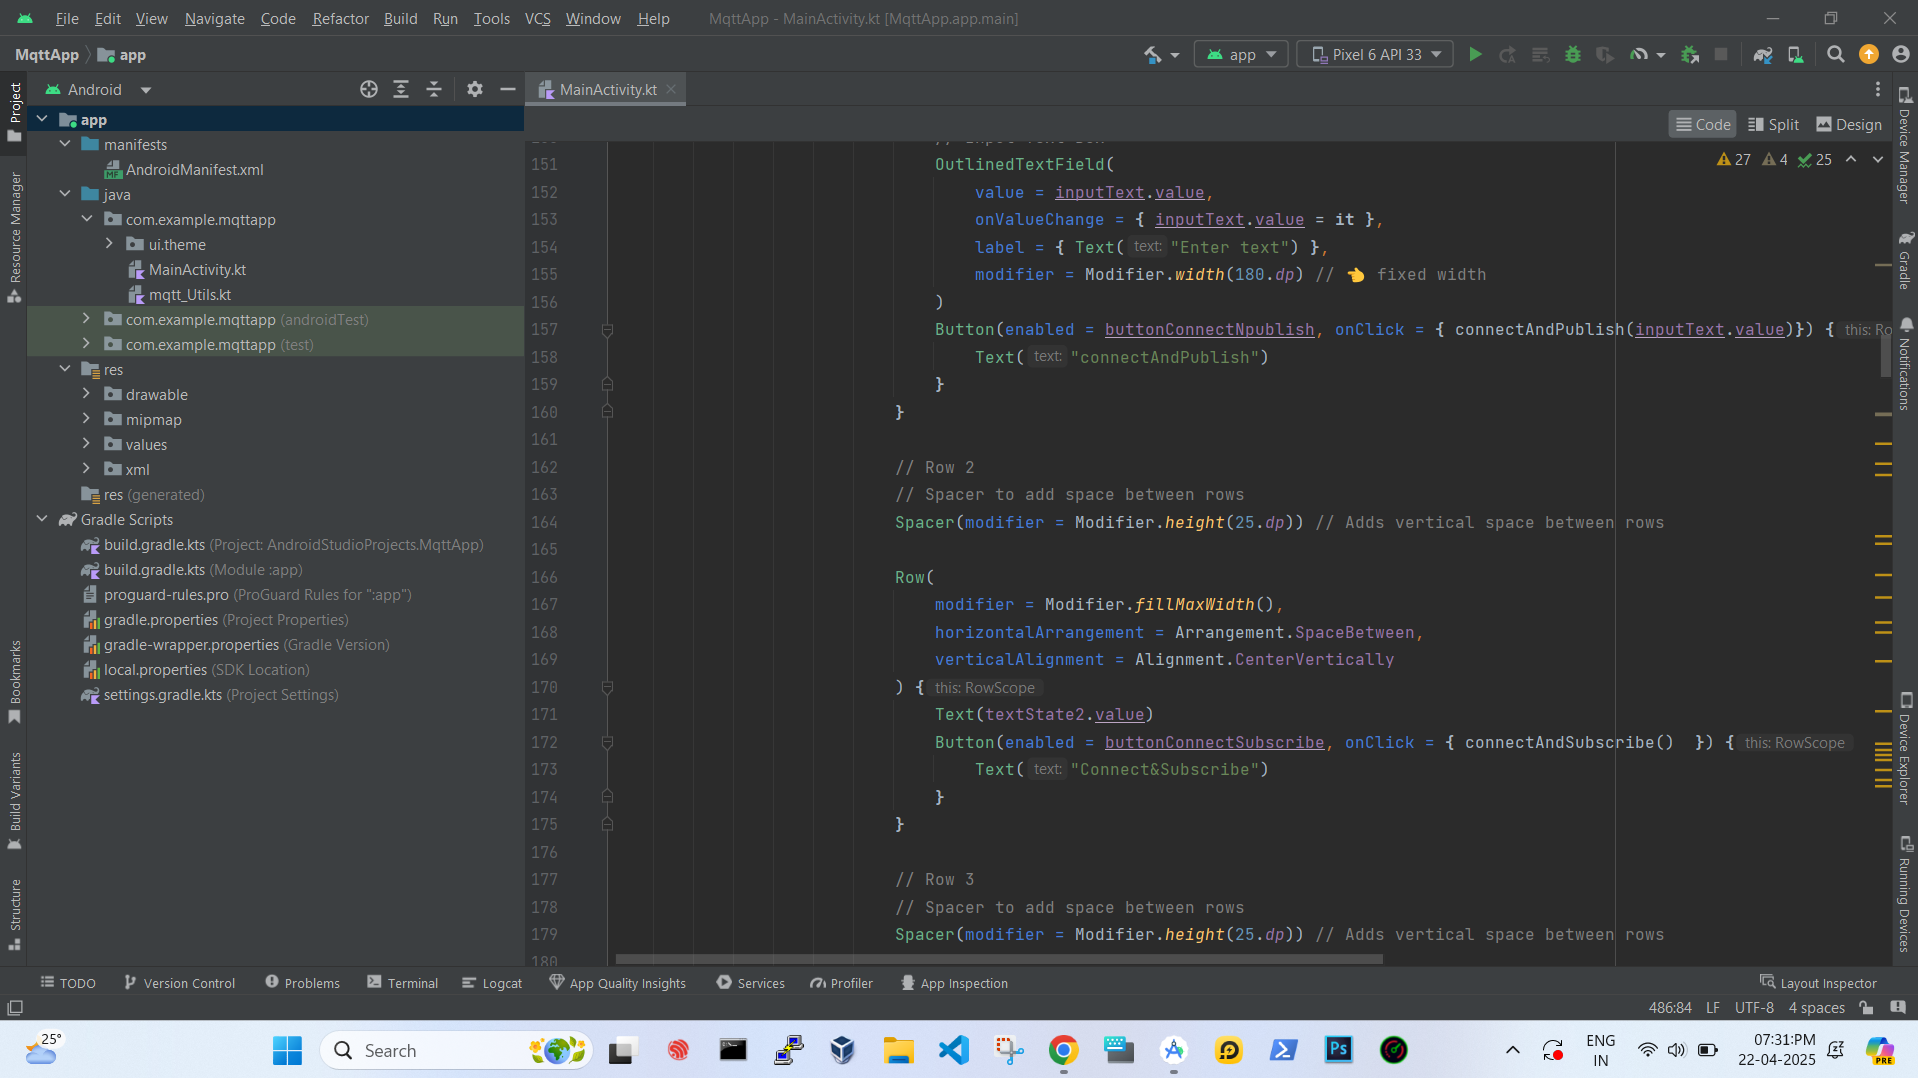 File Edit View Navigate Code Refactor Build Run Tools VCS Window Help MqttApp - MainActivity.kt [MqttApp.app.main]
MqttApp app app Pixel 6 API 33
Project
Resource Manager
Bookmarks
Build Variants
Structure
Android
app
manifests
AndroidManifest.xml
java
com.example.mqttapp
ui.theme
MainActivity.kt
mqtt_Utils.kt
com.example.mqttapp (androidTest)
com.example.mqttapp (test)
res
drawable
mipmap
values
xml
res (generated)
Gradle Scripts
build.gradle.kts (Project: AndroidStudioProjects.MqttApp)
build.gradle.kts (Module :app)
proguard-rules.pro (ProGuard Rules for ":app")
gradle.properties (Project Properties)
gradle-wrapper.properties (Gradle Version)
local.properties (SDK Location)
settings.gradle.kts (Project Settings)
MainActivity.kt
Code Split Design
27 4 25
151 OutlinedTextField(
152 value = inputText.value,
153 onValueChange = { inputText.value = it },
154 label = { Text( text: "Enter text") },
155 modifier = Modifier.width(180.dp) // 👈 fixed width
156 )
157 Button(enabled = buttonConnectNpublish, onClick = { connectAndPublish(inputText.value)}) { this: Ro
158 Text( text: "connectAndPublish")
159 }
160 }
161
162 // Row 2
163 // Spacer to add space between rows
164 Spacer(modifier = Modifier.height(25.dp)) // Adds vertical space between rows
165
166 Row(
167 modifier = Modifier.fillMaxWidth(),
168 horizontalArrangement = Arrangement.SpaceBetween,
169 verticalAlignment = Alignment.CenterVertically
170 ) { this: RowScope
171 Text(textState2.value)
172 Button(enabled = buttonConnectSubscribe, onClick = { connectAndSubscribe() }) { this: RowScope
173 Text( text: "Connect&Subscribe")
174 }
175 }
176
177 // Row 3
178 // Spacer to add space between rows
179 Spacer(modifier = Modifier.height(25.dp)) // Adds vertical space between rows
180
Device Manager
Gradle
Notifications
Device Explorer
Running Devices
TODO Version Control Problems Terminal Logcat App Quality Insights Services Profiler App Inspection Layout Inspector
486:84 LF UTF-8 4 spaces
25° Search ENG IN 07:31:PM
22-04-2025
Ps PRE